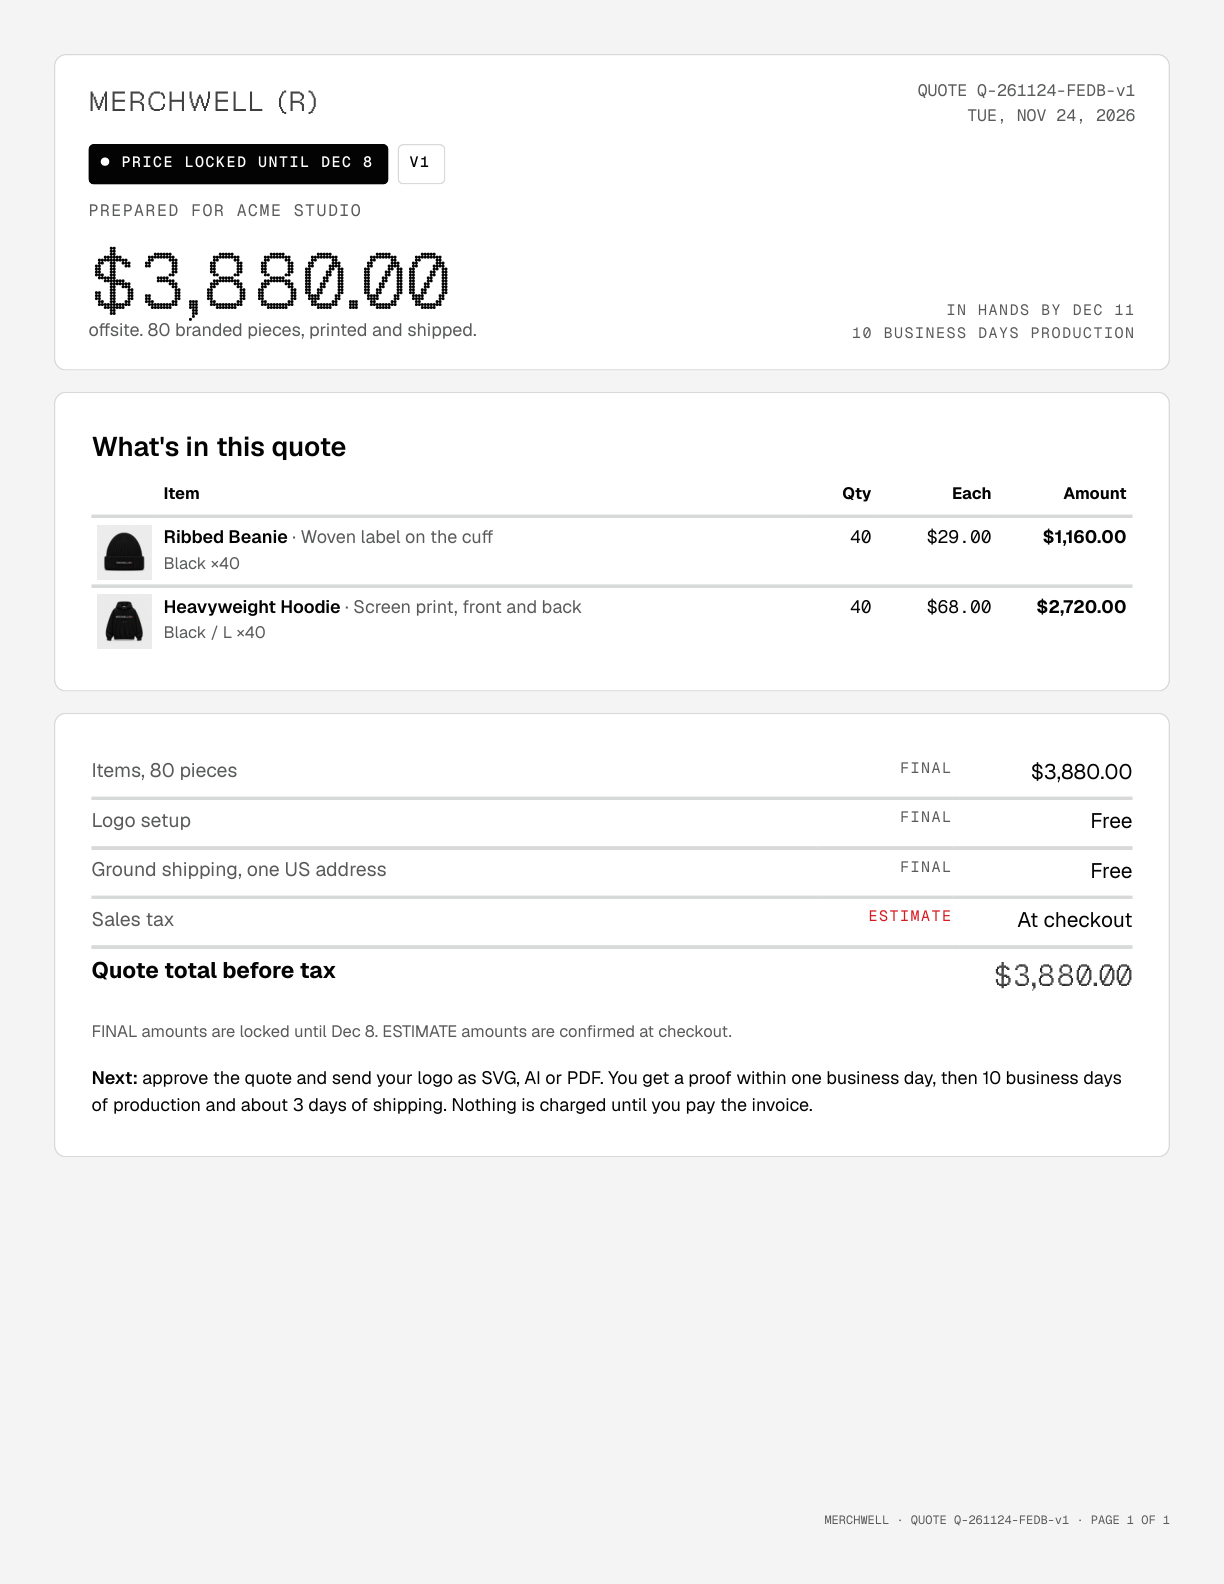 MERCHWELL (R)
QUOTE Q-261124-FEDB-v1
TUE, NOV 24, 2026
PRICE LOCKED UNTIL DEC 8
V1
PREPARED FOR ACME STUDIO
$3,880.00
offsite. 80 branded pieces, printed and shipped.
IN HANDS BY DEC 11
10 BUSINESS DAYS PRODUCTION
What's in this quote
Item Qty Each Amount
Ribbed Beanie · Woven label on the cuff 40 $29.00 $1,160.00
Black ×40
Heavyweight Hoodie · Screen print, front and back 40 $68.00 $2,720.00
Black / L ×40
Items, 80 pieces FINAL $3,880.00
Logo setup FINAL Free
Ground shipping, one US address FINAL Free
Sales tax ESTIMATE At checkout
Quote total before tax $3,880.00
FINAL amounts are locked until Dec 8. ESTIMATE amounts are confirmed at checkout.
Next: approve the quote and send your logo as SVG, AI or PDF. You get a proof within one business day, then 10 business days
of production and about 3 days of shipping. Nothing is charged until you pay the invoice.
MERCHWELL · QUOTE Q-261124-FEDB-v1 · PAGE 1 OF 1